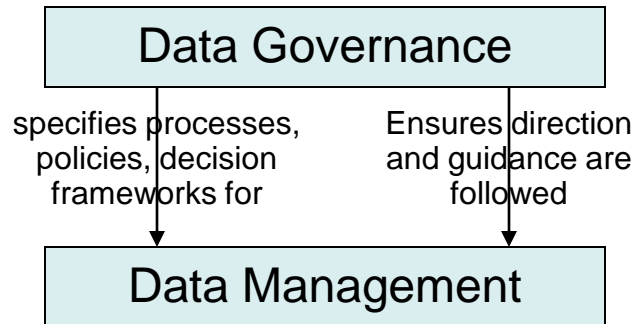 Data Governance
specifies processes,
policies, decision
frameworks for
Ensures direction
and guidance are
followed
Data Management